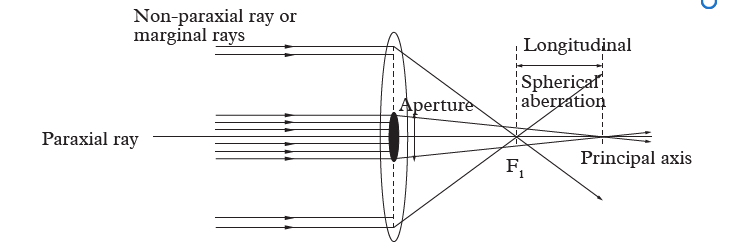 Non-paraxial ray or
marginal rays
Longitudinal
Spherical
aberration
Aperture
Paraxial ray
F₁
Principal axis